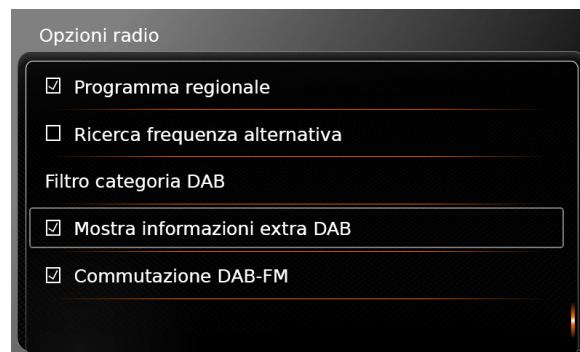 Opzioni radio
Programma regionale
Ricerca frequenza alternativa
Filtro categoria DAB
Mostra informazioni extra DAB
Commutazione DAB-FM